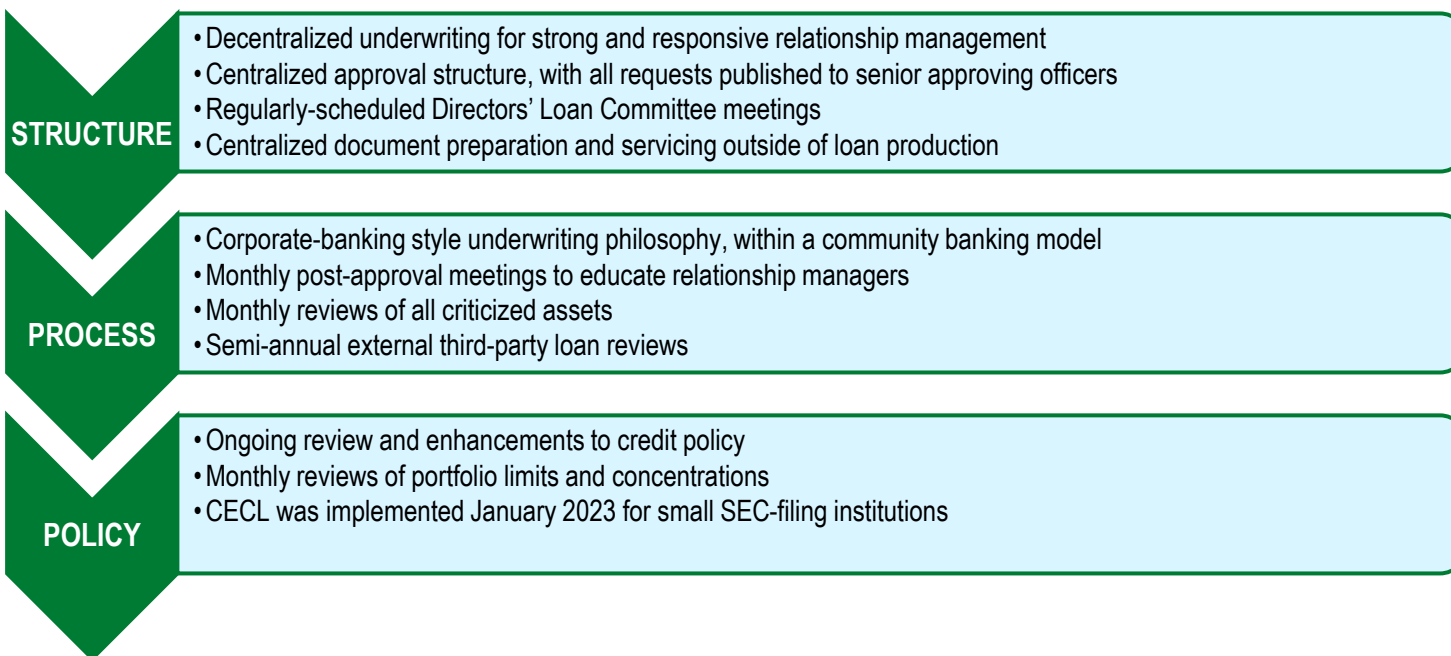 STRUCTURE
•Decentralized underwriting for strong and responsive relationship management
•Centralized approval structure, with all requests published to senior approving officers
•Regularly-scheduled Directors’ Loan Committee meetings
•Centralized document preparation and servicing outside of loan production
PROCESS
•Corporate-banking style underwriting philosophy, within a community banking model
•Monthly post-approval meetings to educate relationship managers
•Monthly reviews of all criticized assets
•Semi-annual external third-party loan reviews
POLICY
•Ongoing review and enhancements to credit policy
•Monthly reviews of portfolio limits and concentrations
•CECL was implemented January 2023 for small SEC-filing institutions